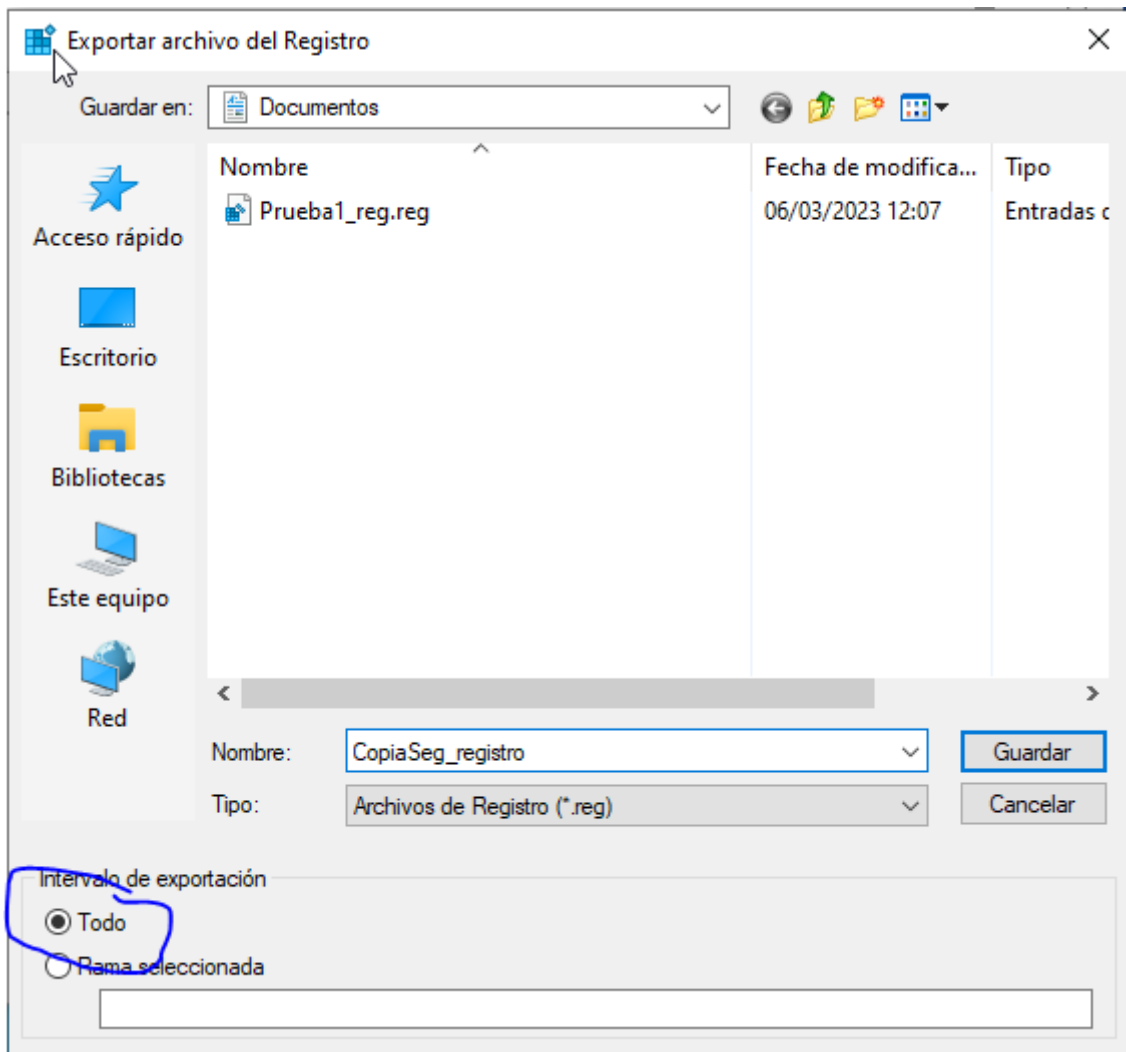 Exportar archivo del Registro
Guardar en:
Documentos
Nombre
Fecha de modifica...
Tipo
Prueba1_reg.reg
06/03/2023 12:07
Entradas
Acceso rápido
Escritorio
Bibliotecas
Este equipo
Red
Nombre:
CopiaSeg_registro
Guardar
Tipo:
Archivos de Registro (*.reg)
Cancelar
Intervalo de exportación
Todo
Rama seleccionada